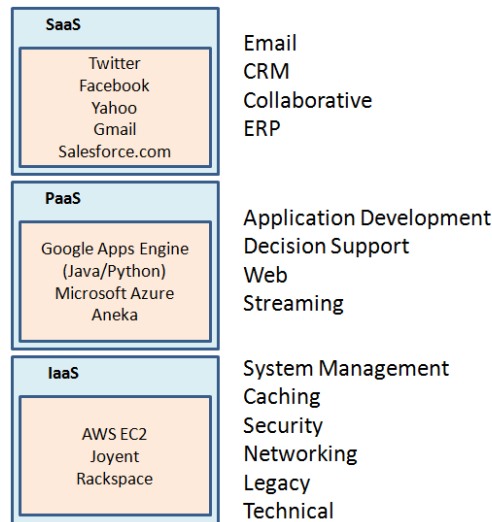 SaaS
Twitter
Facebook
Yahoo
Gmail
Salesforce.com
Email
CRM
Collaborative
ERP
PaaS
Google Apps Engine
(Java/Python)
Microsoft Azure
Aneka
Application Development
Decision Support
Web
Streaming
IaaS
AWS EC2
Joyent
Rackspace
System Management
Caching
Security
Networking
Legacy
Technical